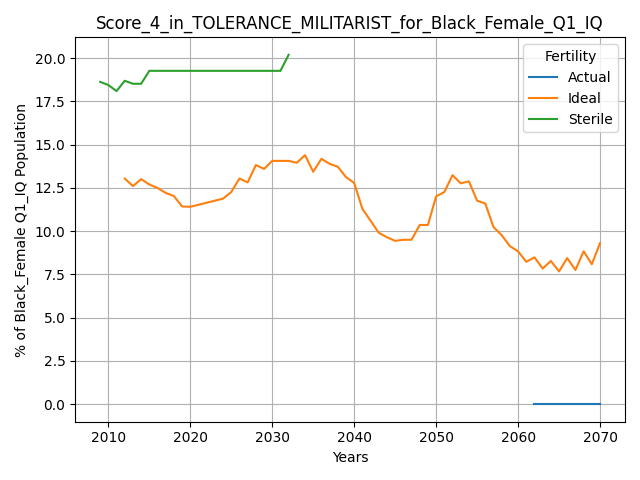 Score_4_in_TOLERANCE_MILITARIST_for_Black_Female_Q1_IQ
% of Black_Female Q1_IQ Population
20.0
17.5
15.0
12.5
10.0
7.5
5.0
2.5
0.0
Fertility
Actual
Ideal
Sterile
2010 2020 2030 2040 2050 2060 2070
Years